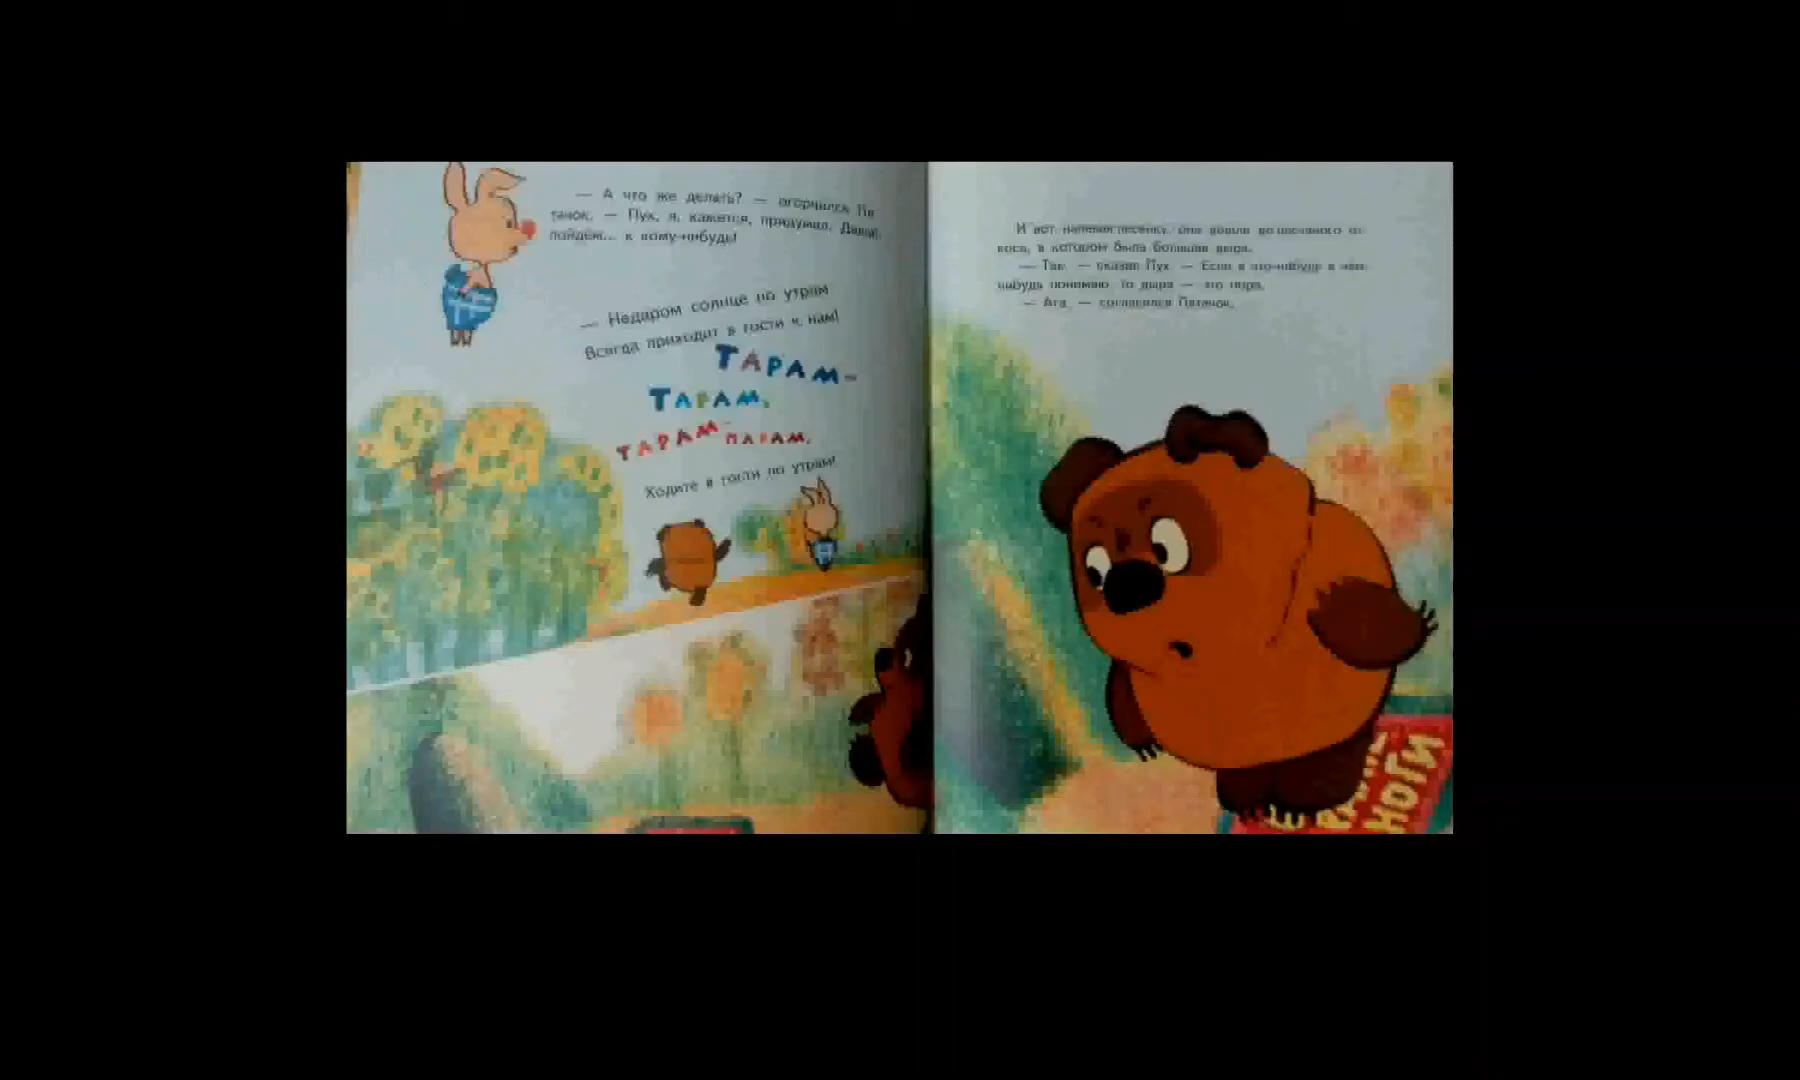 — А что же делать? — огорчился Пя
тачок. — Пух, я, кажется, придумал. Давай
пойдём... к кому-нибудь!
— Недаром солнце по утрам
Всегда приходит в гости к нам!
ТАРАМ-
ТАРАМ,
ТАРАМ-ПАРАМ,
Ходите в гости по утрам!
И вот, напевая песенку, они дошли до песчаного от
коса, в котором была большая дыра.
— Так, — сказал Пух. — Если я что-нибудь в чём-
нибудь понимаю, то дыра — это нора.
— Ага, — согласился Пятачок.
НОГИ